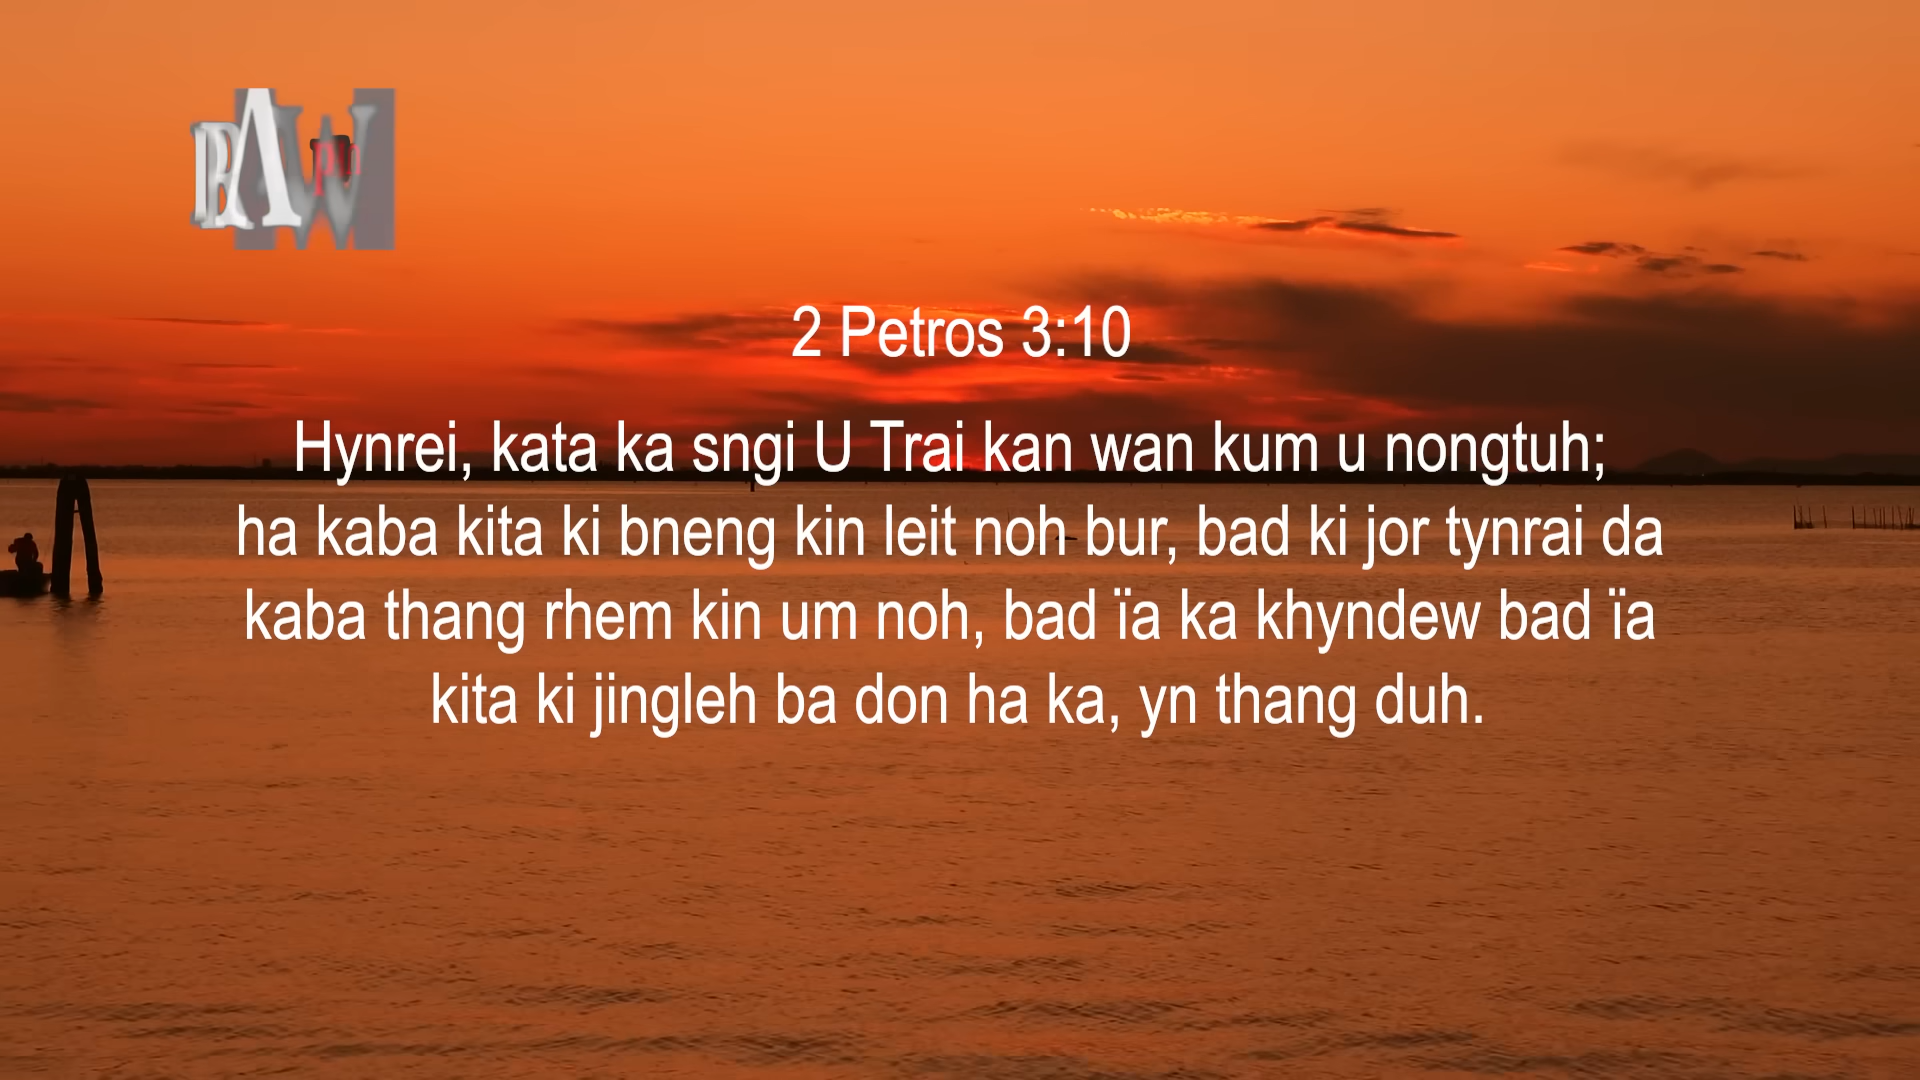 BAW
pin
2 Petros 3:10
Hynrei, kata ka sngi U Trai kan wan kum u nongtuh;
ha kaba kita ki bneng kin leit noh bur, bad ki jor tynrai da
kaba thang rhem kin um noh, bad ïa ka khyndew bad ïa
kita ki jingleh ba don ha ka, yn thang duh.